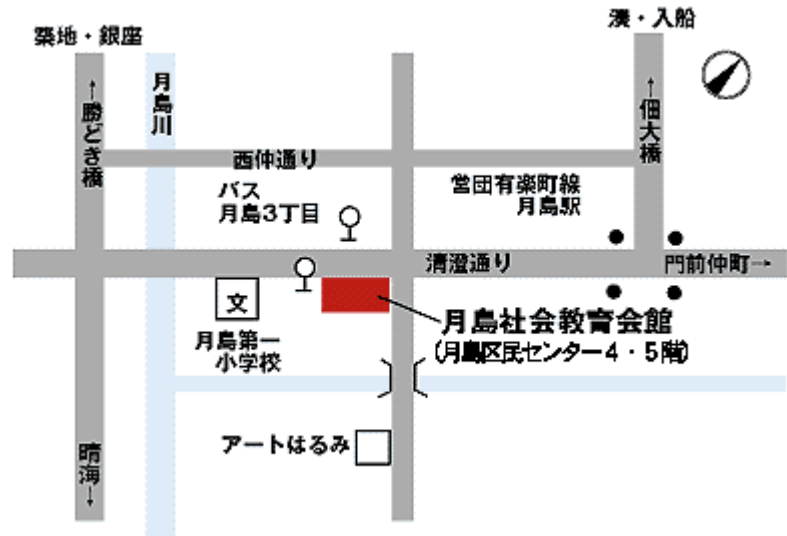 湊・入船
築地・銀座
←勝どき橋
月島川
←佃大橋
西仲通り
バス
月島3丁目
営団有楽町線
月島駅
清澄通り
門前仲町→
文
月島第一
小学校
月島社会教育会館
(月島区民センター4・5階)
アートはるみ
晴海→